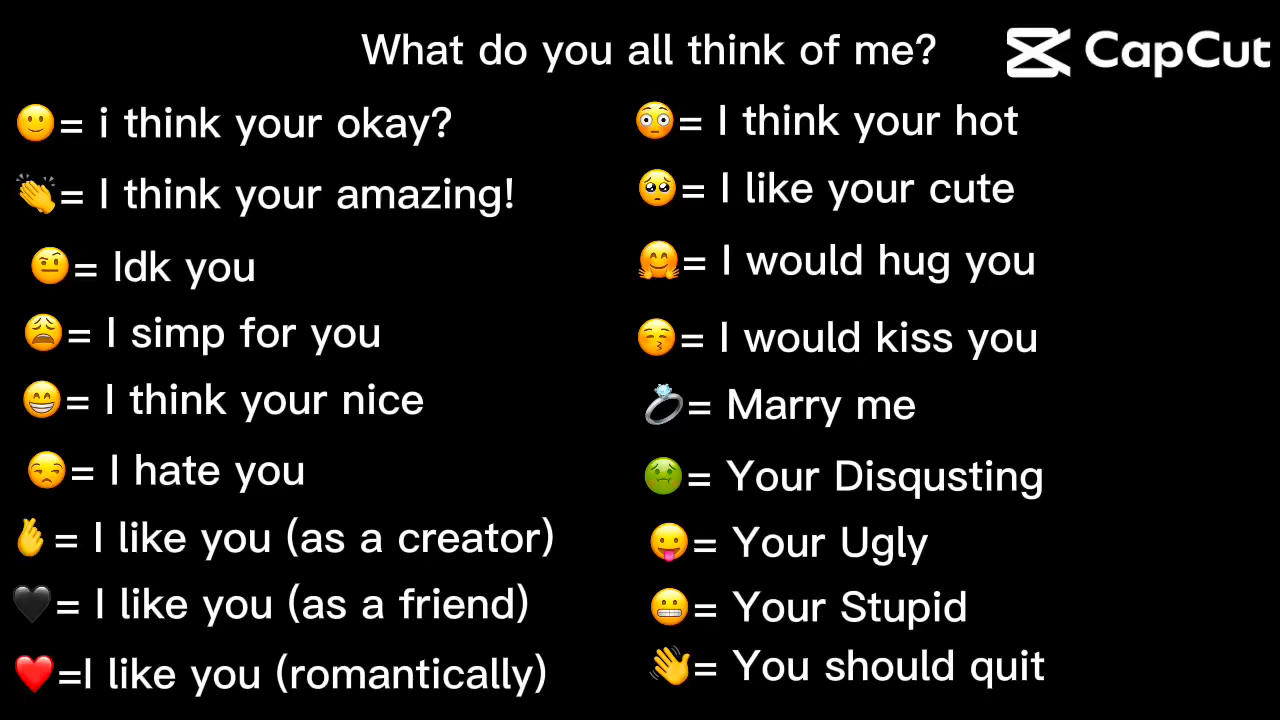 What do you all think of me?
CapCut
🙂= i think your okay?
👏= I think your amazing!
🤨= Idk you
😩= I simp for you
😁= I think your nice
😒= I hate you
🫰= I like you (as a creator)
🖤= I like you (as a friend)
❤️=I like you (romantically)
😳= I think your hot
🥺= I like your cute
🤗= I would hug you
😚= I would kiss you
💍= Marry me
🤢= Your Disqusting
😛= Your Ugly
😬= Your Stupid
👋= You should quit